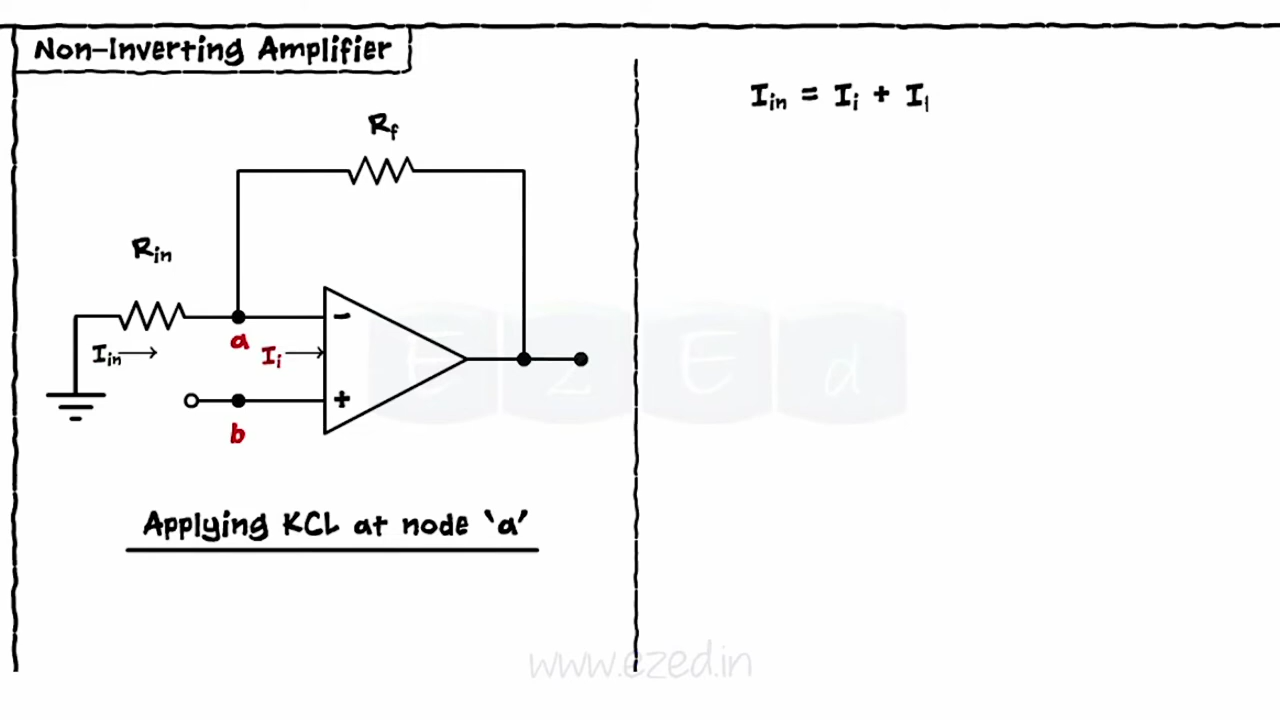 Non-Inverting Amplifier
Iin = Ii + I
Rf
Rin
a
Iin
Ii
b
-
+
Applying KCL at node 'a'
E Z E d
www.ezed.in